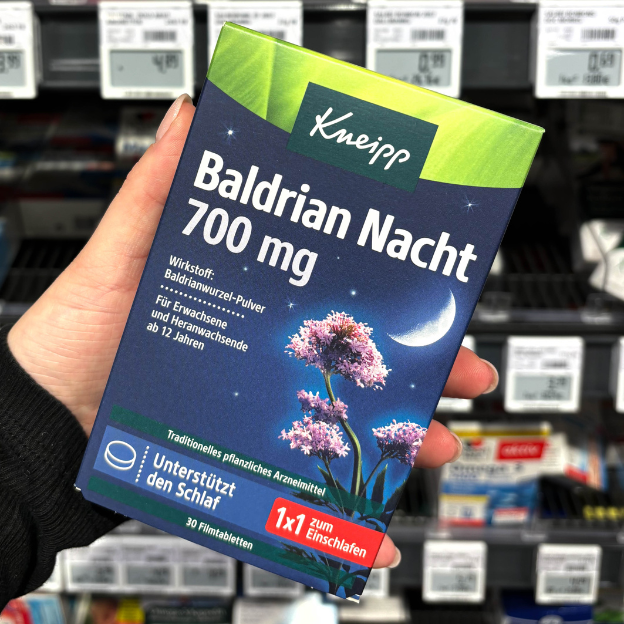 Kneipp
Baldrian Nacht
700 mg
Wirkstoff:
Baldrianwurzel-Pulver
Für Erwachsene
und Heranwachsende
ab 12 Jahren
Traditionelles pflanzliches Arzneimittel
Unterstützt
den Schlaf
1x1 zum
Einschlafen
30 Filmtabletten